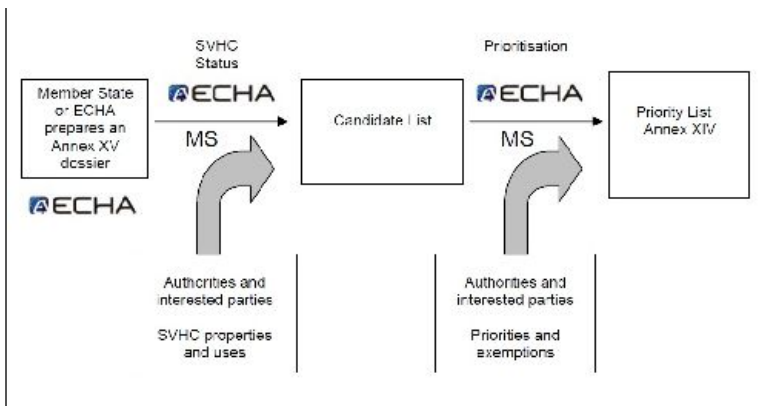 SVHC
Status
Prioritisation
Member State
or ECHA
prepares an
Annex XV
dossier
ECHA
MS
Candidate List
ECHA
MS
Priority List
Annex XIV
ECHA
Authorities and
interested parties
SVHC properties
and uses
Authorities and
interested parties
Priorities and
exemptions